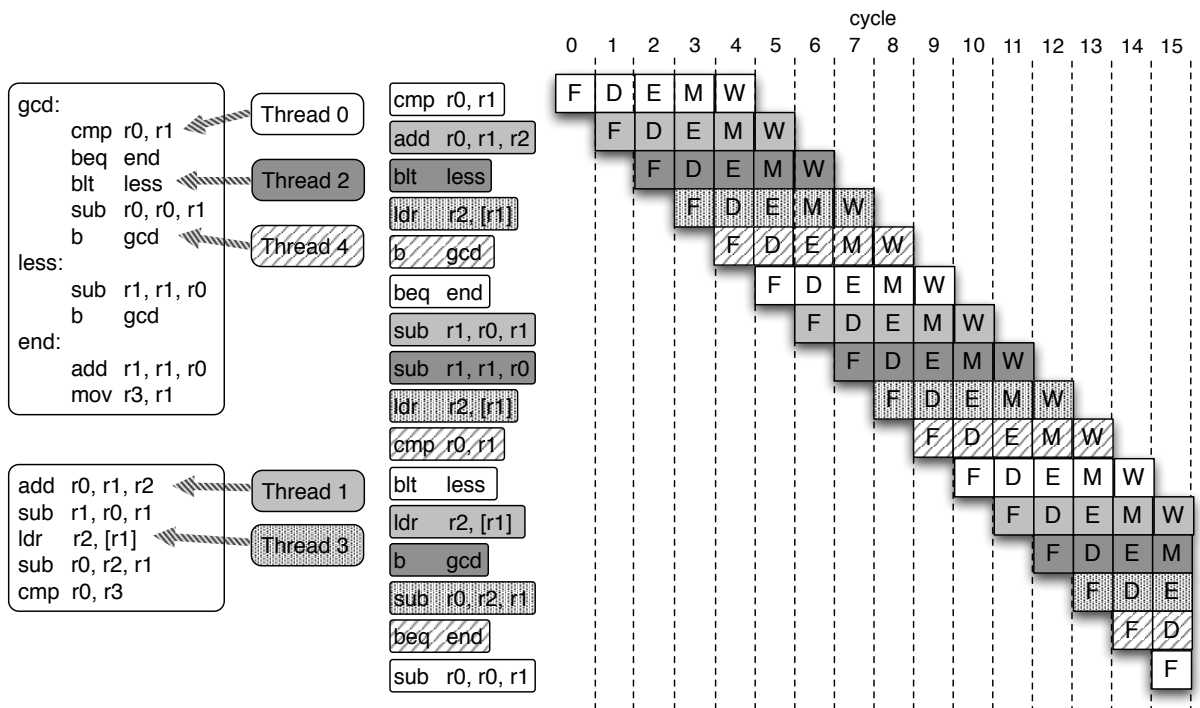 cycle
0 1 2 3 4 5 6 7 8 9 10 11 12 13 14 15
gcd:
cmp r0, r1
beq end
blt less
sub r0, r0, r1
b gcd
less:
sub r1, r1, r0
b gcd
end:
add r1, r1, r0
mov r3, r1
Thread 0
Thread 2
Thread 4
add r0, r1, r2
sub r1, r0, r1
ldr r2, [r1]
sub r0, r2, r1
cmp r0, r3
Thread 1
Thread 3
cmp r0, r1 F D E M W
add r0, r1, r2 F D E M W
blt less F D E M W
ldr r2, [r1] F D E M W
b gcd F D E M W
beq end F D E M W
sub r1, r0, r1 F D E M W
sub r1, r1, r0 F D E M W
ldr r2, [r1] F D E M W
cmp r0, r1 F D E M W
blt less F D E M W
ldr r2, [r1] F D E M W
b gcd F D E M
sub r0, r2, r1 F D E
beq end F D
sub r0, r0, r1 F